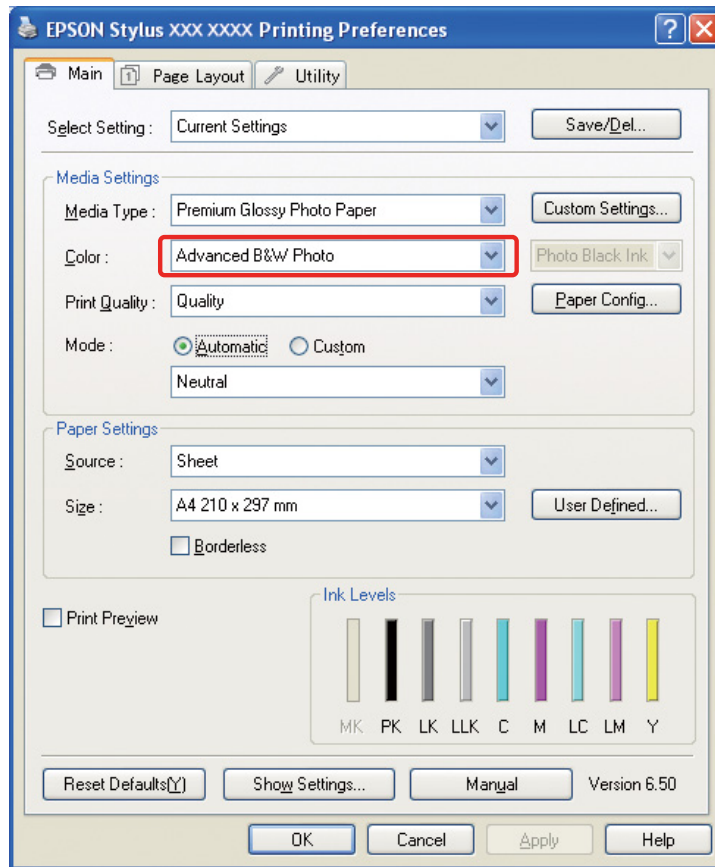 EPSON Stylus XXX XXXX Printing Preferences
Main
Page Layout
Utility
Select Setting :
Current Settings
Save/Del...
Media Settings
Media Type :
Premium Glossy Photo Paper
Custom Settings...
Color :
Advanced B&W Photo
Photo Black Ink
Print Quality :
Quality
Paper Config...
Mode :
Automatic
Custom
Neutral
Paper Settings
Source :
Sheet
Size :
A4 210 x 297 mm
User Defined...
Borderless
Print Preview
Ink Levels
MK PK LK LLK C M LC LM Y
Reset Defaults(Y)
Show Settings...
Manual
Version 6.50
OK
Cancel
Apply
Help